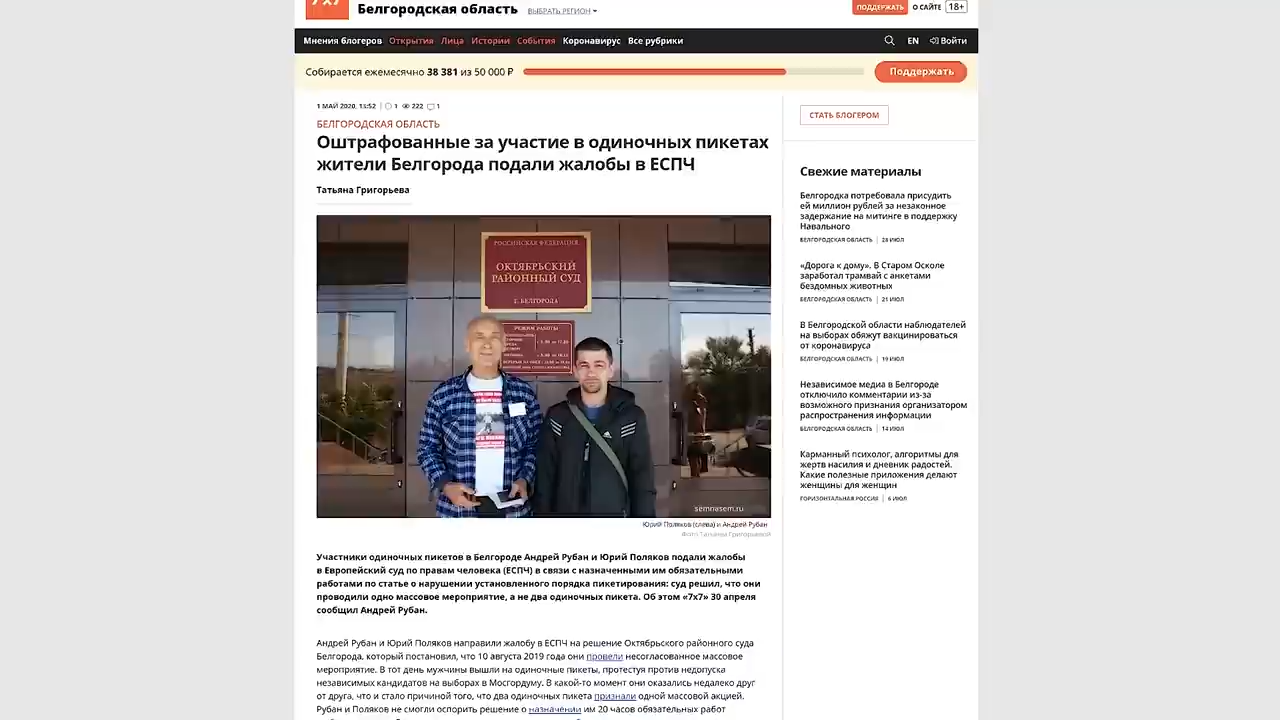 7x7
Белгородская область
ВЫБРАТЬ РЕГИОН
ПОДДЕРЖАТЬ
О САЙТЕ
18+
Мнения блогеров Открытия Лица Истории События Коронавирус Все рубрики
EN
Войти
Собирается ежемесячно 38 381 из 50 000 ₽
Поддержать
1 МАЙ 2020, 13:52
1
222
1
БЕЛГОРОДСКАЯ ОБЛАСТЬ
Оштрафованные за участие в одиночных пикетах
жители Белгорода подали жалобы в ЕСПЧ
Татьяна Григорьева
РОССИЙСКАЯ ФЕДЕРАЦИЯ
ОКТЯБРЬСКИЙ
РАЙОННЫЙ СУД
Г. БЕЛГОРОДА
РЕЖИМ РАБОТЫ
semnasem.ru
Юрий Поляков (слева) и Андрей Рубан
Фото Татьяны Григорьевой
Участники одиночных пикетов в Белгороде Андрей Рубан и Юрий Поляков подали жалобы
в Европейский суд по правам человека (ЕСПЧ) в связи с назначенными им обязательными
работами по статье о нарушении установленного порядка пикетирования: суд решил, что они
проводили одно массовое мероприятие, а не два одиночных пикета. Об этом «7x7» 30 апреля
сообщил Андрей Рубан.
Андрей Рубан и Юрий Поляков направили жалобу в ЕСПЧ на решение Октябрьского районного суда
Белгорода, который постановил, что 10 августа 2019 года они провели несогласованное массовое
мероприятие. В тот день мужчины вышли на одиночные пикеты, протестуя против недопуска
независимых кандидатов на выборах в Мосгордуму. В какой-то момент они оказались недалеко друг
от друга, что и стало причиной того, что два одиночных пикета признали одной массовой акцией.
Рубан и Поляков не смогли оспорить решение о назначении им 20 часов обязательных работ
СТАТЬ БЛОГЕРОМ
Свежие материалы
Белгородка потребовала присудить
ей миллион рублей за незаконное
задержание на митинге в поддержку
Навального
БЕЛГОРОДСКАЯ ОБЛАСТЬ | 28 ИЮЛ
«Дорога к дому». В Старом Осколе
заработал трамвай с анкетами
бездомных животных
БЕЛГОРОДСКАЯ ОБЛАСТЬ | 21 ИЮЛ
В Белгородской области наблюдателей
на выборах обяжут вакцинироваться
от коронавируса
БЕЛГОРОДСКАЯ ОБЛАСТЬ | 19 ИЮЛ
Независимое медиа в Белгороде
отключило комментарии из-за
возможного признания организатором
распространения информации
БЕЛГОРОДСКАЯ ОБЛАСТЬ | 14 ИЮЛ
Карманный психолог, алгоритмы для
жертв насилия и дневник радостей.
Какие полезные приложения делают
женщины для женщин
ГОРИЗОНТАЛЬНАЯ РОССИЯ | 6 ИЮЛ